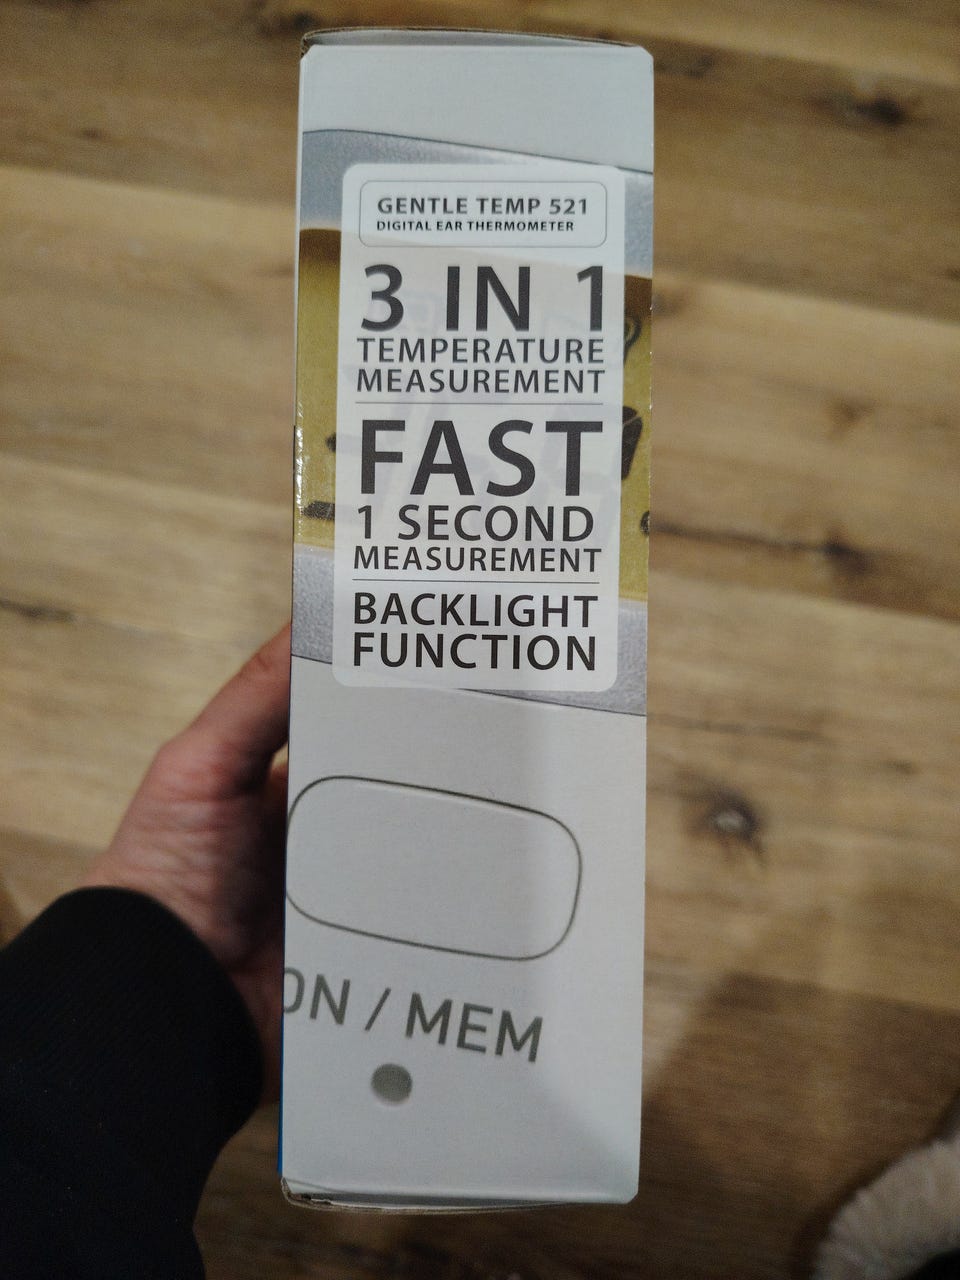 GENTLE TEMP 521
DIGITAL EAR THERMOMETER
3 IN 1
TEMPERATURE
MEASUREMENT
FAST
1 SECOND
MEASUREMENT
BACKLIGHT
FUNCTION
ON / MEM